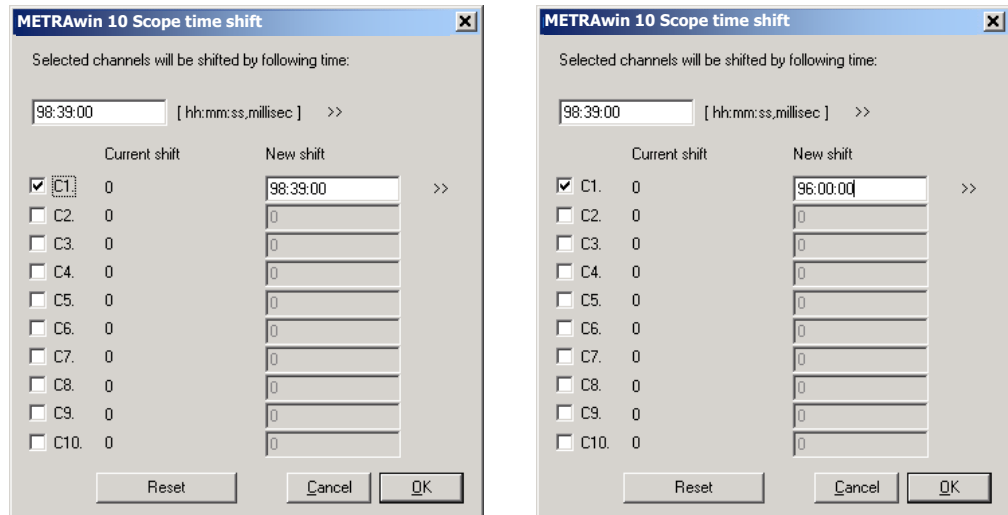 METRAwin 10 Scope time shift
Selected channels will be shifted by following time:
98:39:00 [ hh:mm:ss,millisec ] >>
Current shift New shift
C1. 0 98:39:00 >>
C2. 0 0
C3. 0 0
C4. 0 0
C5. 0 0
C6. 0 0
C7. 0 0
C8. 0 0
C9. 0 0
C10. 0 0
Reset Cancel OK
METRAwin 10 Scope time shift
Selected channels will be shifted by following time:
98:39:00 [ hh:mm:ss,millisec ] >>
Current shift New shift
C1. 0 96:00:00 >>
C2. 0 0
C3. 0 0
C4. 0 0
C5. 0 0
C6. 0 0
C7. 0 0
C8. 0 0
C9. 0 0
C10. 0 0
Reset Cancel OK